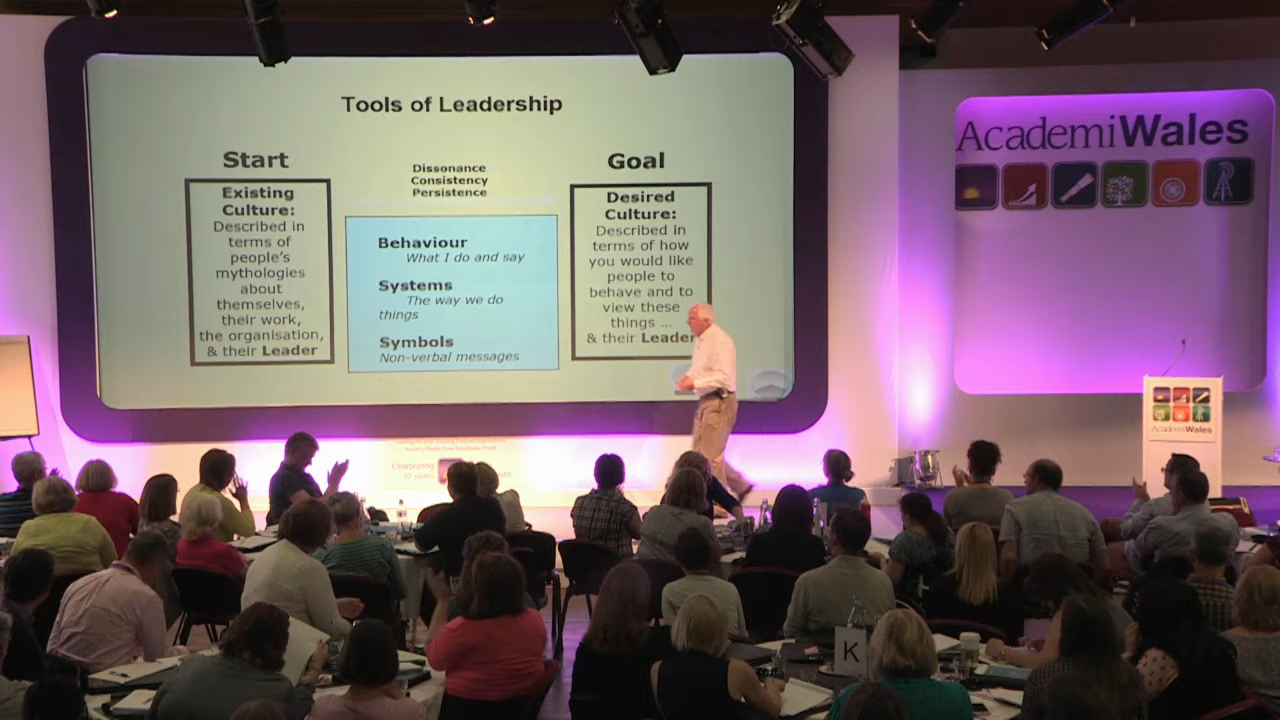 Tools of Leadership
Start
Existing
Culture:
Described in
terms of
people's
mythologies
about
themselves,
their work,
the organisation,
& their Leader
Dissonance
Consistency
Persistence
Behaviour
What I do and say
Systems
The way we do
things
Symbols
Non-verbal messages
Goal
Desired
Culture:
Described in
terms of how
you would like
people to
behave and to
view these
things ...
& their Leader
AcademiWales
AcademiWales
Celebrating
10 years
K